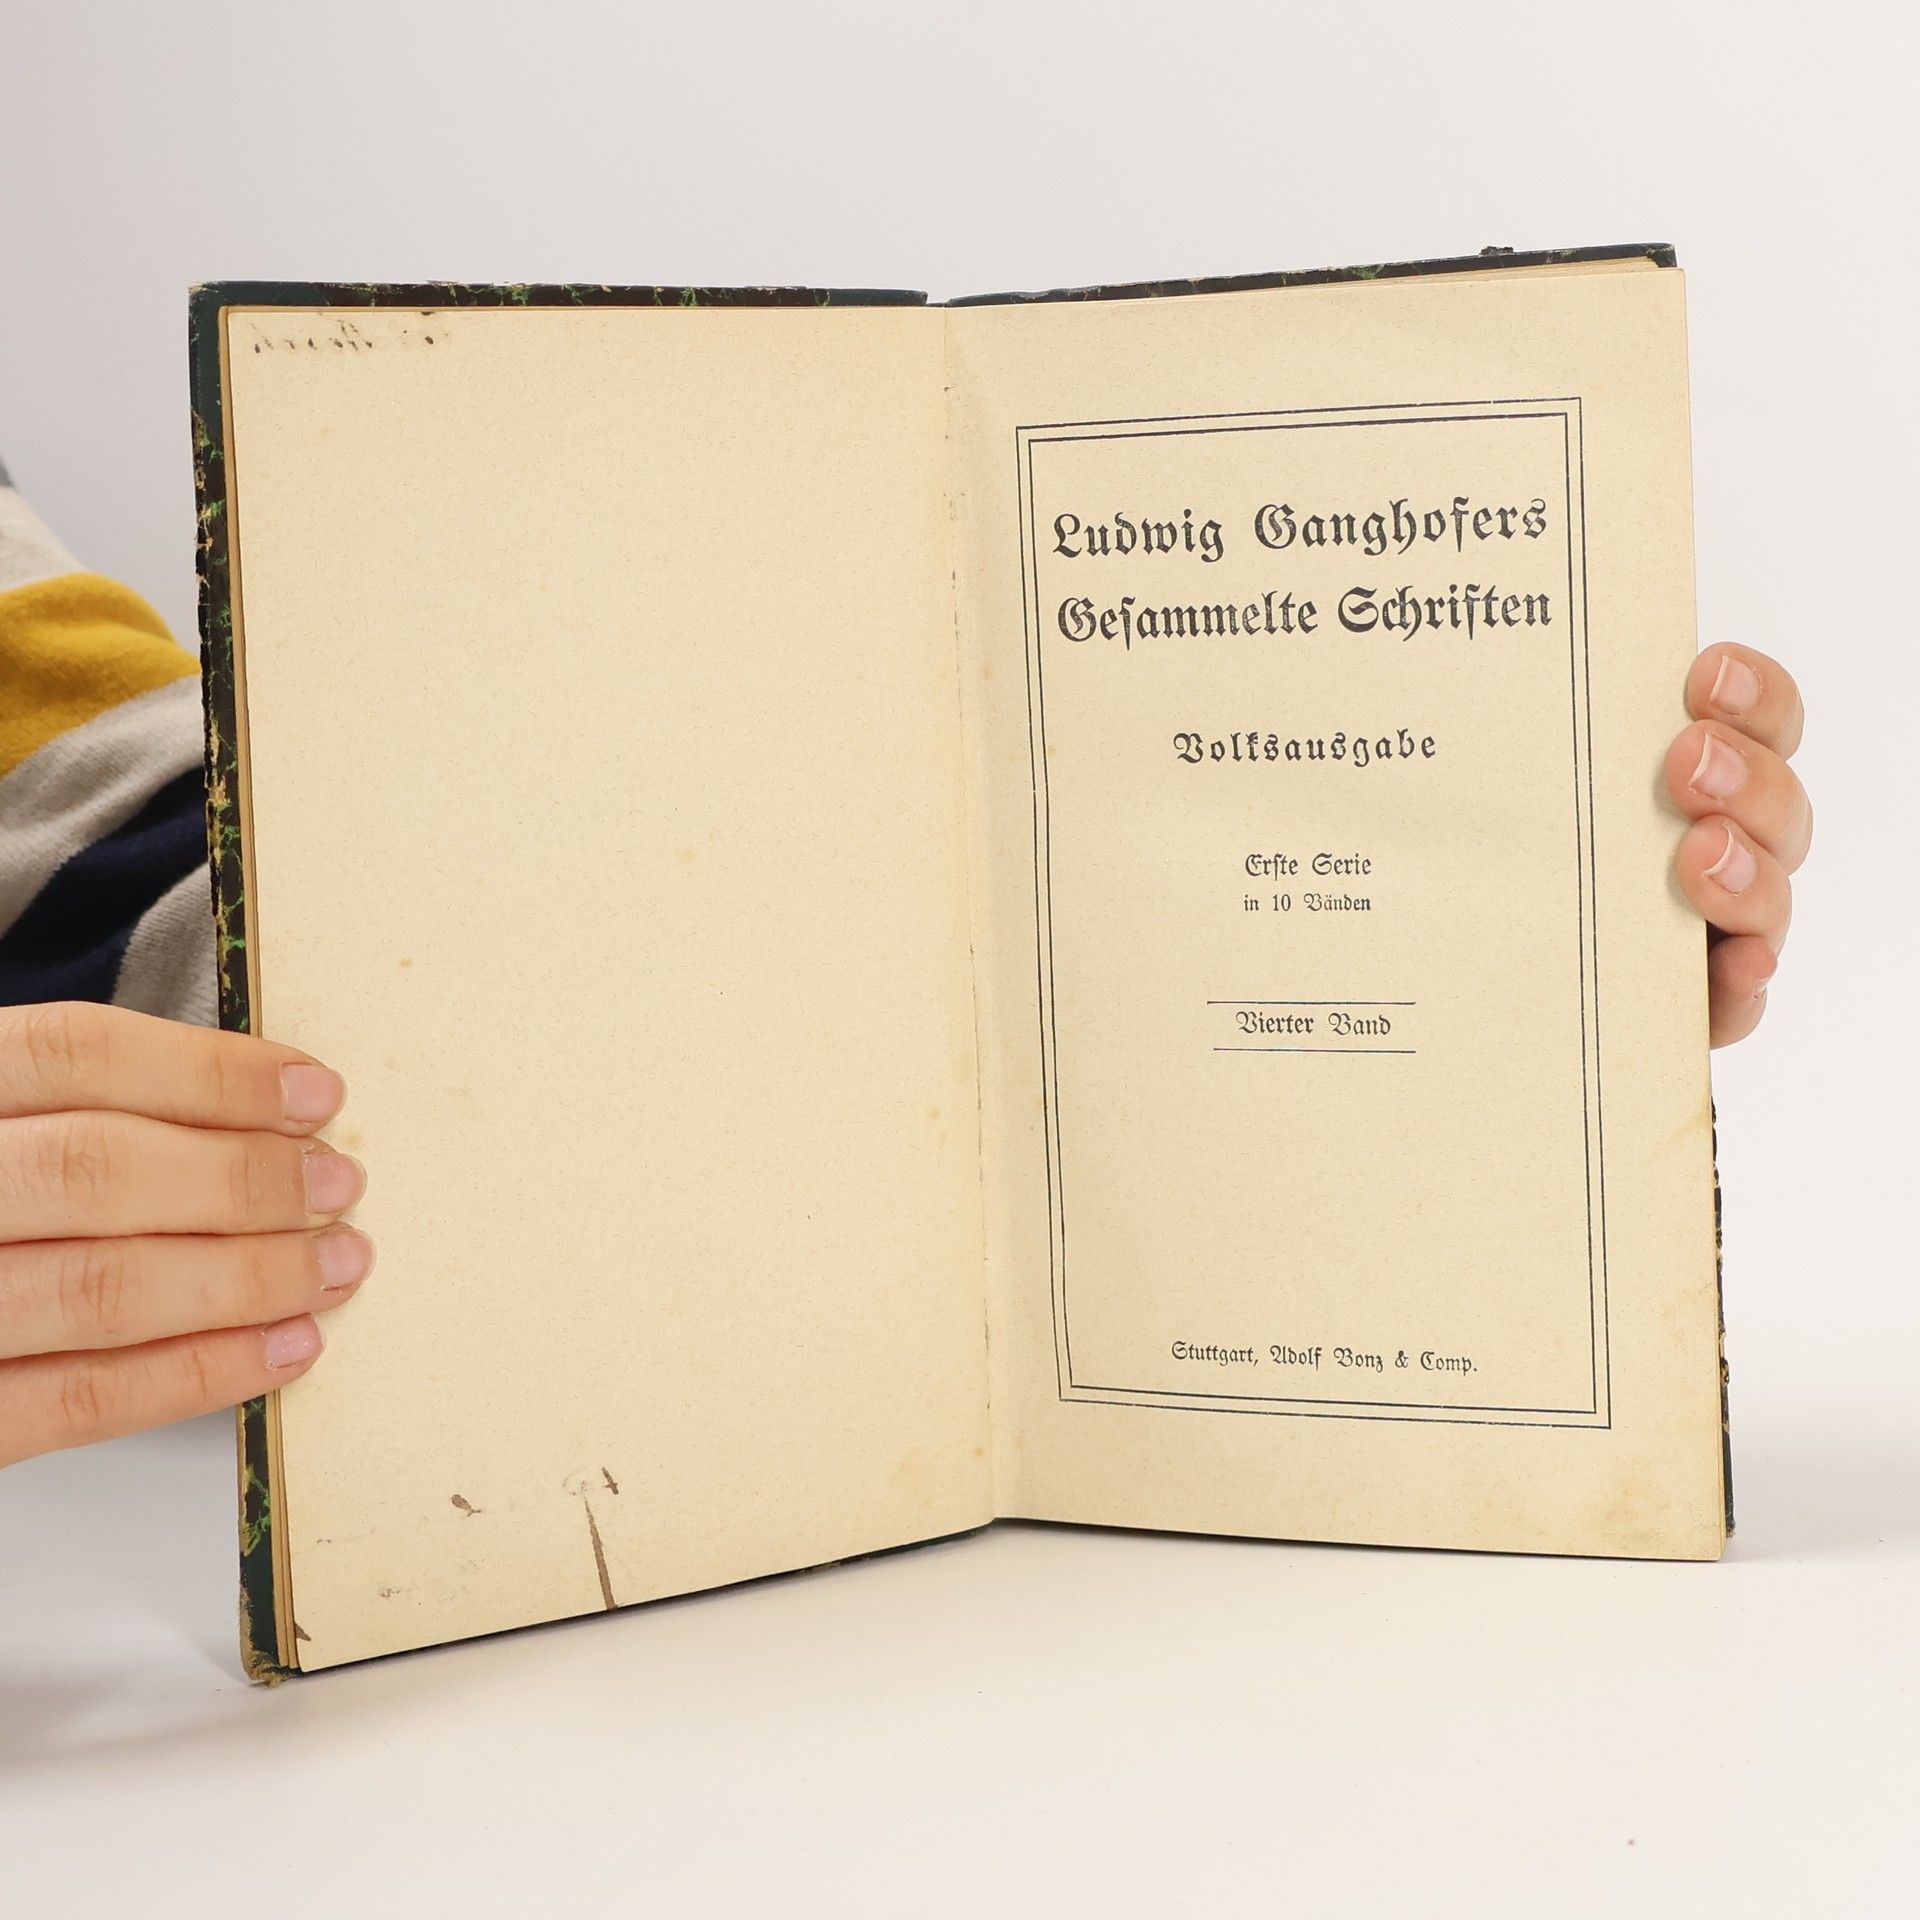 Ludwig Ganghofers
Gesammelte Schriften
Volksausgabe
Erste Serie
in 10 Bänden
Vierter Band
Stuttgart, Adolf Bonz & Comp.